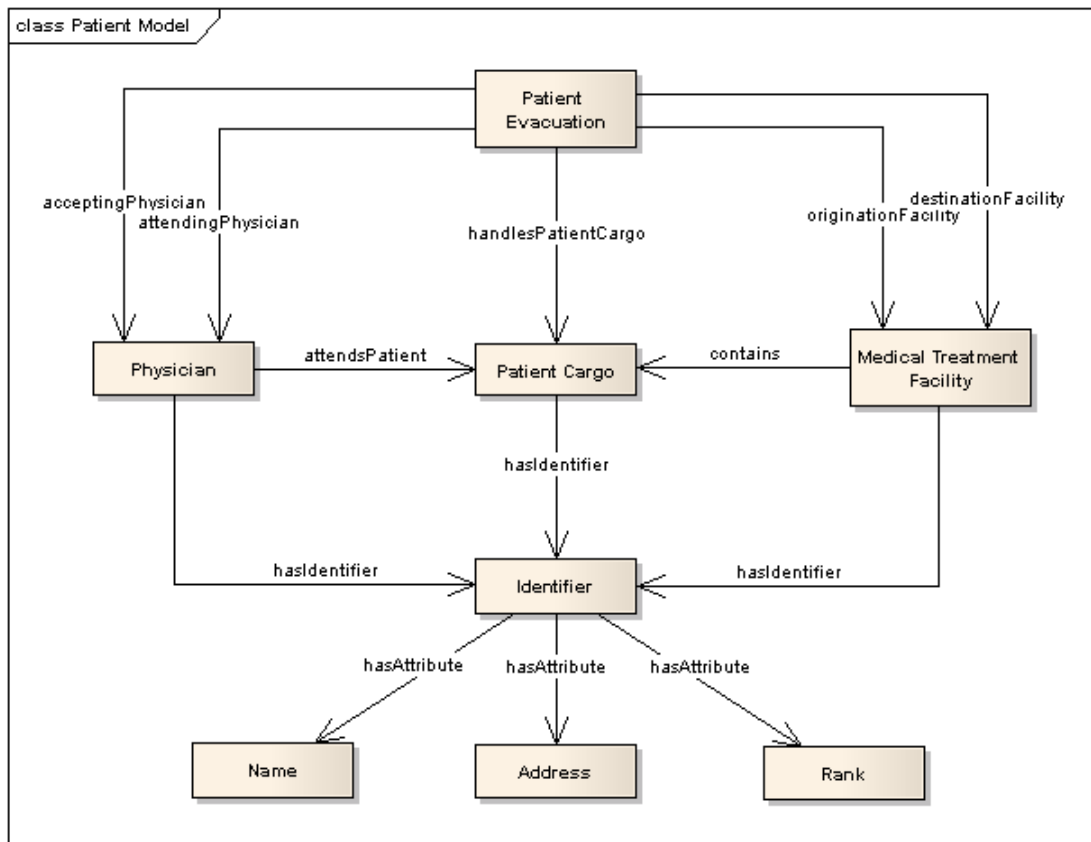 class Patient Model
Patient
Evacuation
acceptingPhysician
attendingPhysician
handlesPatientCargo
destinationFacility
originationFacility
Physician
attendsPatient
Patient Cargo
contains
Medical Treatment
Facility
hasIdentifier
hasIdentifier
hasIdentifier
Identifier
hasAttribute
hasAttribute
hasAttribute
Name
Address
Rank